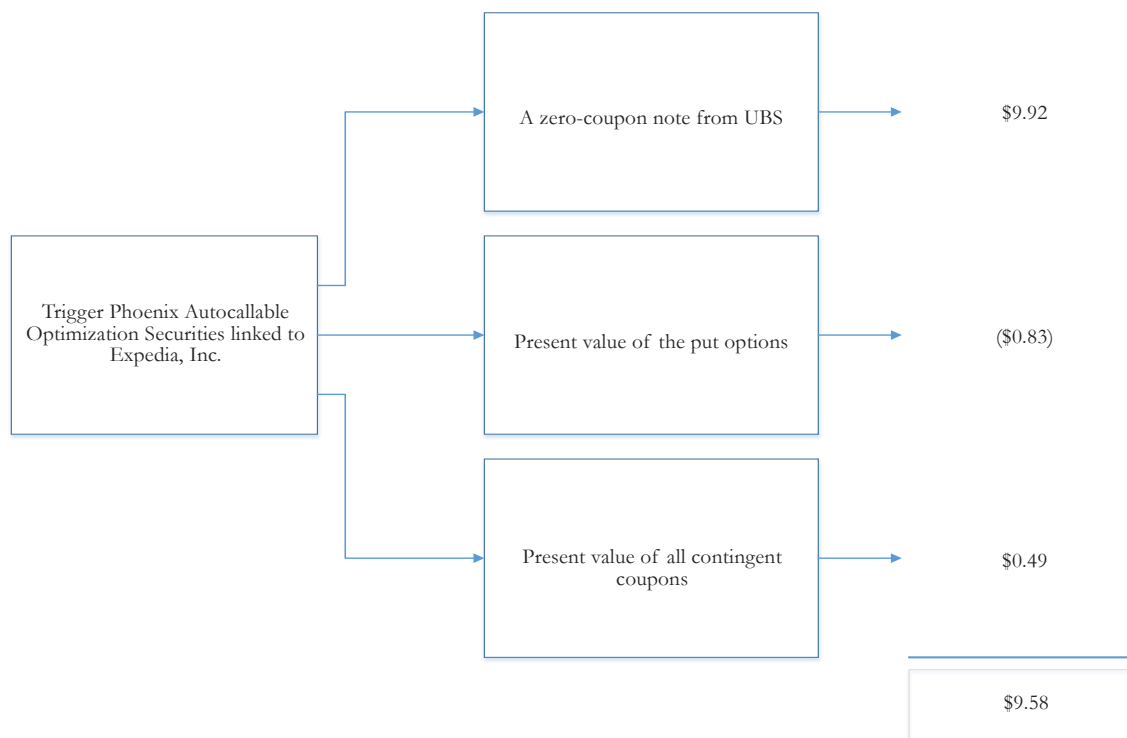 A zero-coupon note from UBS
$9.92
Trigger Phoenix Autocallable
Optimization Securities linked to
Expedia, Inc.
Present value of the put options
($0.83)
Present value of all contingent
coupons
$0.49
$9.58